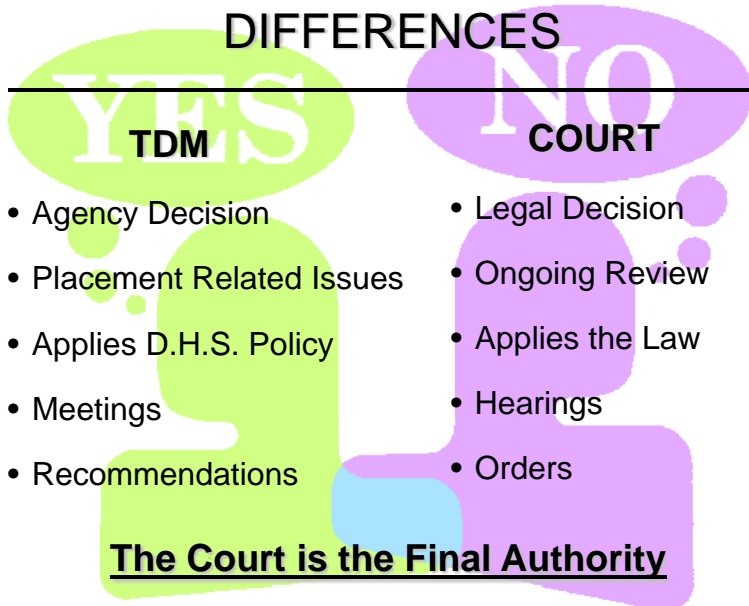 DIFFERENCES
YES
NO
TDM
• Agency Decision
• Placement Related Issues
• Applies D.H.S. Policy
• Meetings
• Recommendations
COURT
• Legal Decision
• Ongoing Review
• Applies the Law
• Hearings
• Orders
The Court is the Final Authority